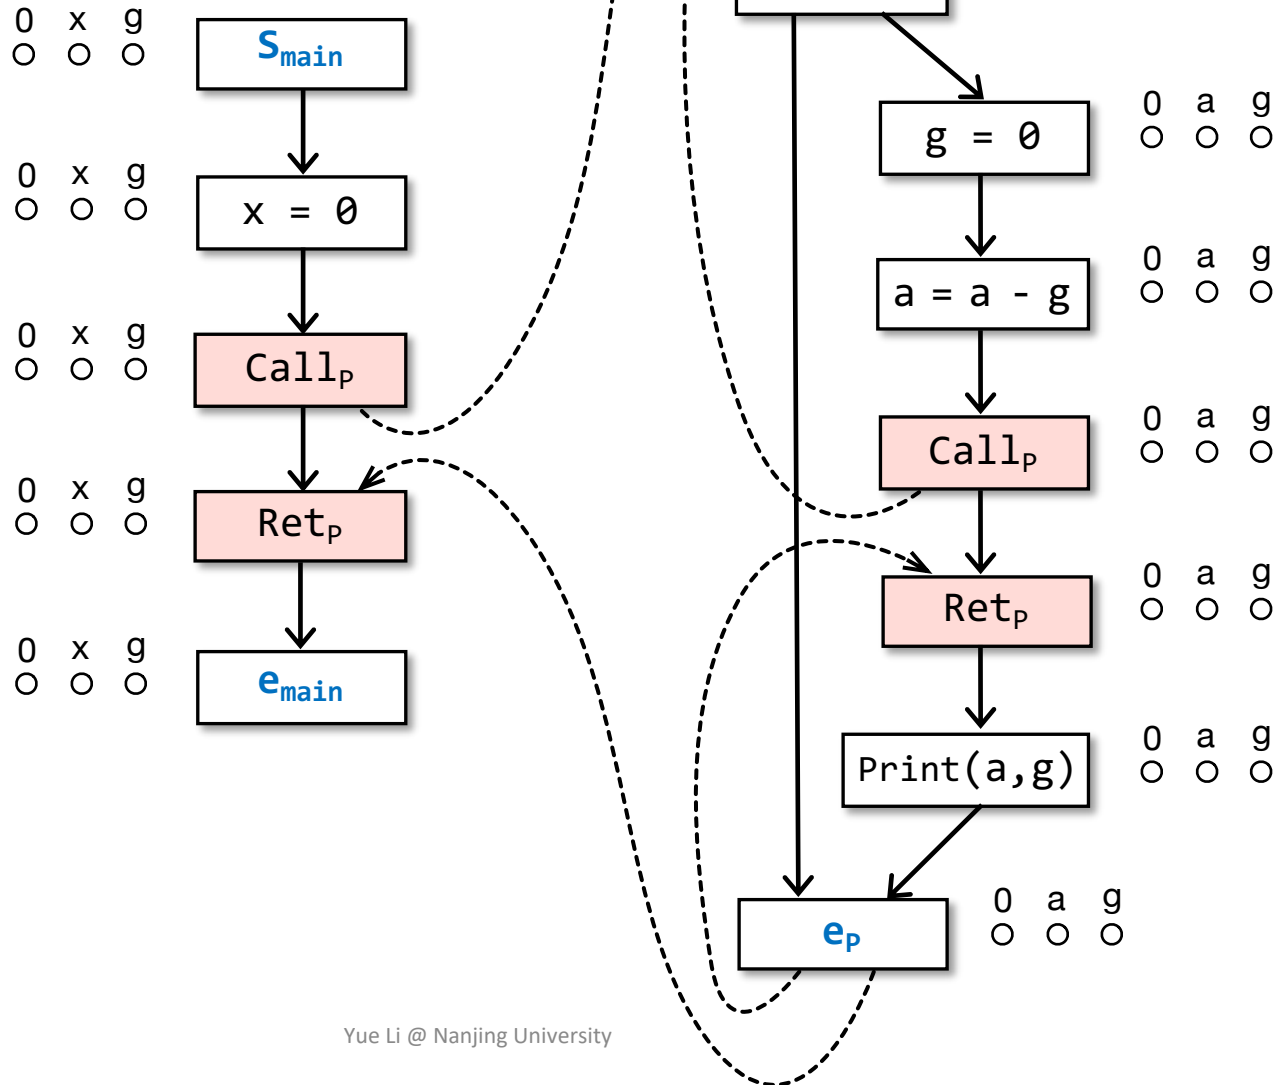 0 x g
S_main
0 x g
x = 0
0 x g
Call_P
0 x g
Ret_P
0 x g
e_main
g = 0
0 a g
a = a - g
0 a g
Call_P
0 a g
Ret_P
0 a g
Print(a,g)
0 a g
e_P
0 a g
Yue Li @ Nanjing University